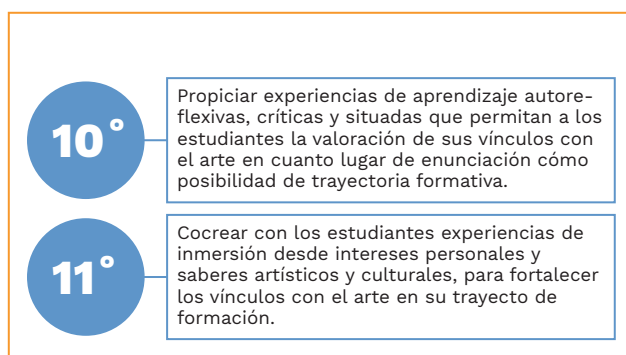 10°
Propiciar experiencias de aprendizaje autore-
flexivas, críticas y situadas que permitan a los
estudiantes la valoración de sus vínculos con
el arte en cuanto lugar de enunciación cómo
posibilidad de trayectoria formativa.
11°
Cocrear con los estudiantes experiencias de
inmersión desde intereses personales y
saberes artísticos y culturales, para fortalecer
los vínculos con el arte en su trayecto de
formación.